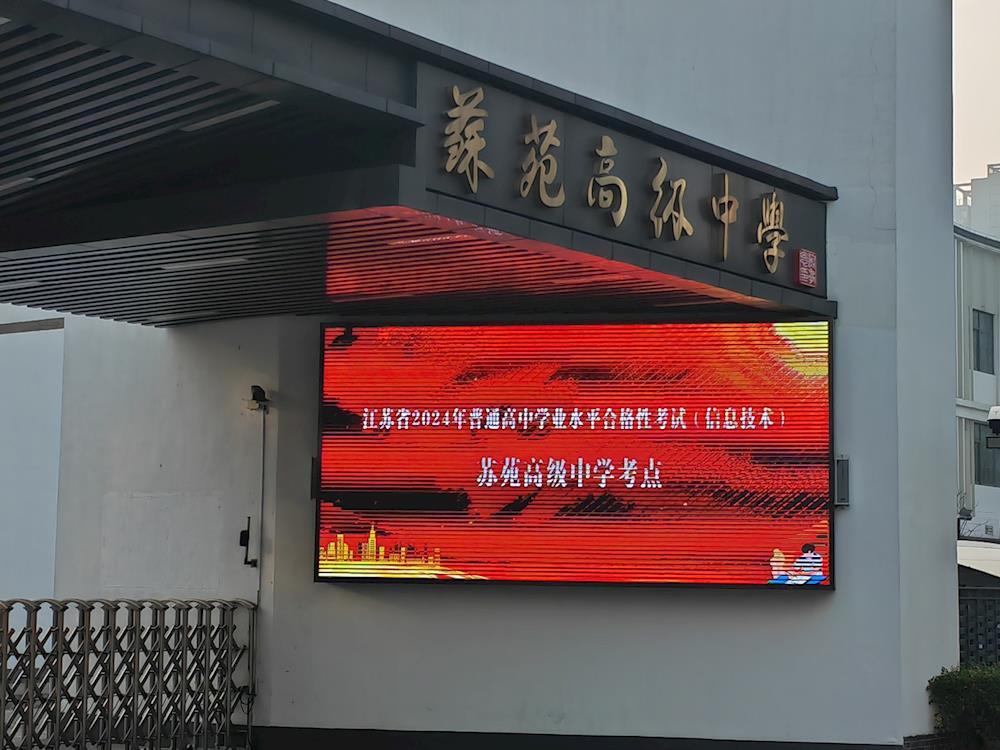 蘇苑高级中學
江苏省2024年普通高中学业水平合格性考试（信息技术）
苏苑高级中学考点